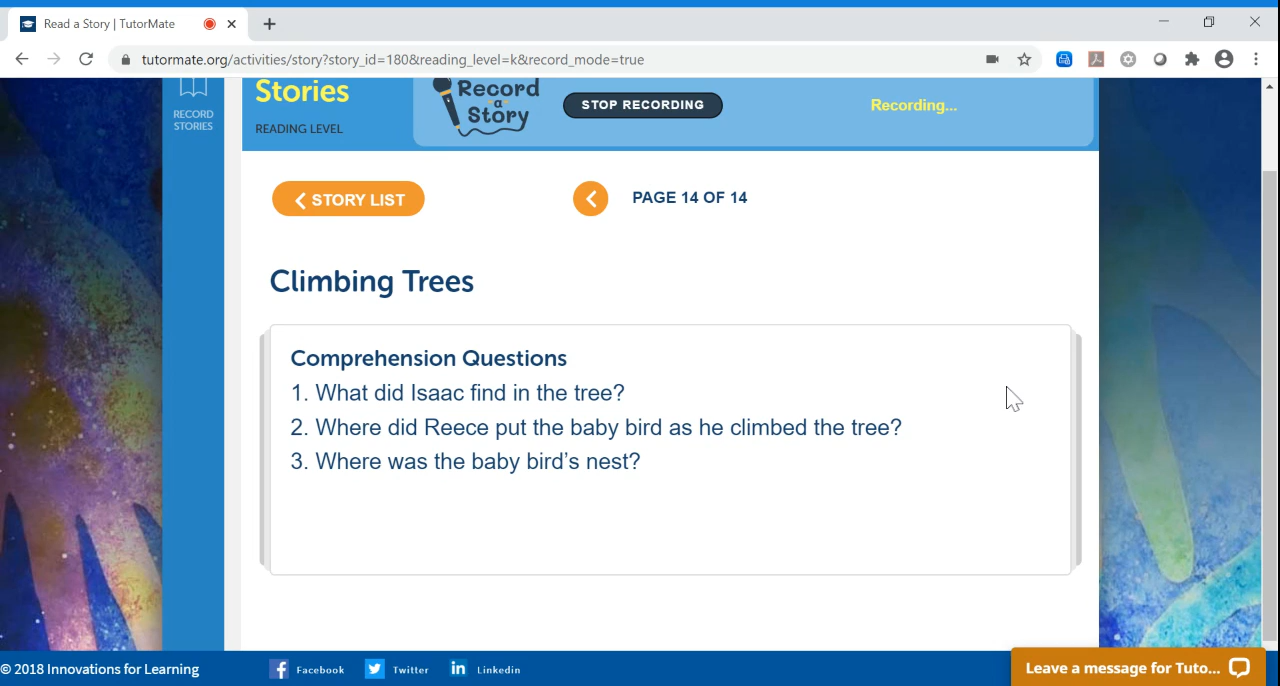 Read a Story | TutorMate
tutormate.org/activities/story?story_id=180&reading_level=k&record_mode=true
RECORD
STORIES
Stories
READING LEVEL
Record
a
Story
STOP RECORDING
Recording...
STORY LIST
PAGE 14 OF 14
Climbing Trees
Comprehension Questions
1. What did Isaac find in the tree?
2. Where did Reece put the baby bird as he climbed the tree?
3. Where was the baby bird’s nest?
© 2018 Innovations for Learning
Facebook
Twitter
Linkedin
Leave a message for Tuto...